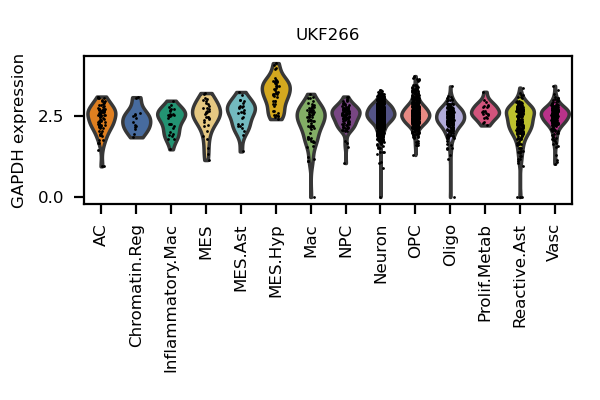 UKF266
GAPDH expression
2.5
0.0
AC
Chromatin.Reg
Inflammatory.Mac
MES
MES.Ast
MES.Hyp
Mac
NPC
Neuron
OPC
Oligo
Prolif.Metab
Reactive.Ast
Vasc